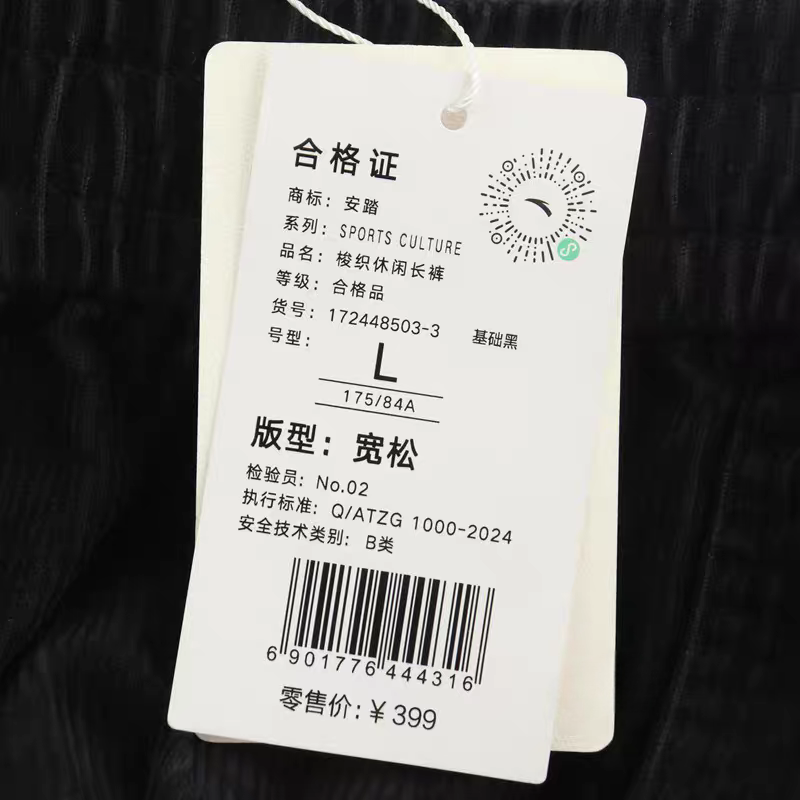 合格证
商标：安踏
系列：SPORTS CULTURE
品名：梭织休闲长裤
等级：合格品
货号：172448503-3 基础黑
号型：
L
175/84A
版型：宽松
检验员：No.02
执行标准：Q/ATZG 1000-2024
安全技术类别：B类
6 901776 444316
零售价：￥399